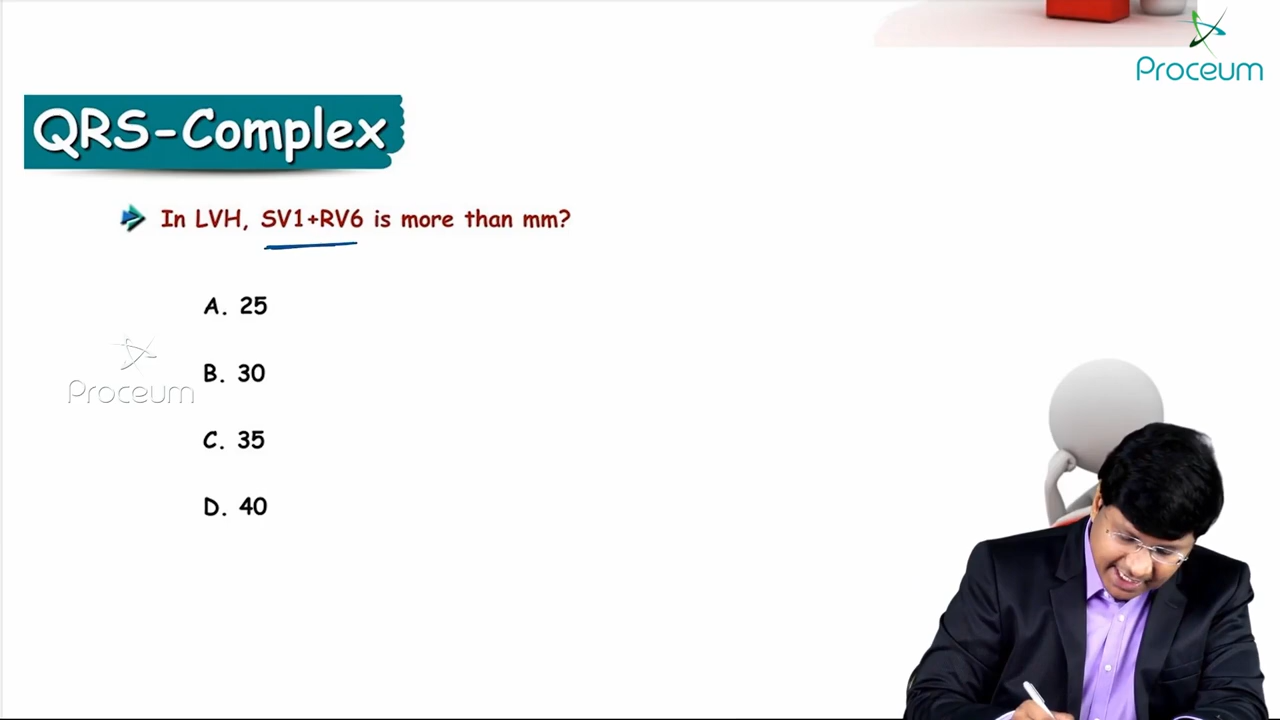 Proceum
QRS-Complex
In LVH, SV1+RV6 is more than mm?
A. 25
Proceum
B. 30
C. 35
D. 40